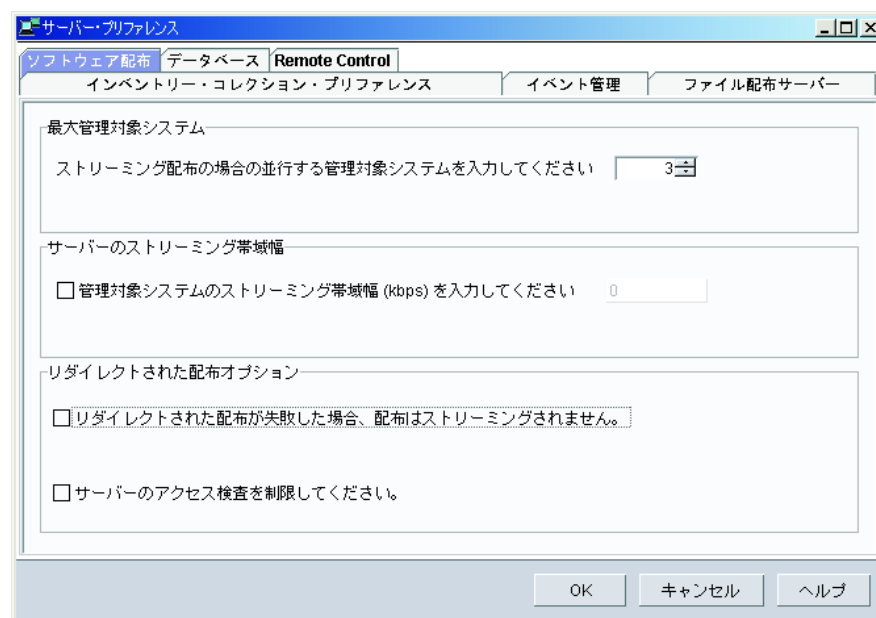 サーバー・プリファレンス
ソフトウェア配布 データベース Remote Control
インベントリー・コレクション・プリファレンス イベント管理 ファイル配布サーバー
最大管理対象システム
ストリーミング配布の場合の並行する管理対象システムを入力してください 3
サーバーのストリーミング帯域幅
管理対象システムのストリーミング帯域幅 (kbps) を入力してください 0
リダイレクトされた配布オプション
リダイレクトされた配布が失敗した場合、配布はストリーミングされません。
サーバーのアクセス検査を制限してください。
OK キャンセル ヘルプ